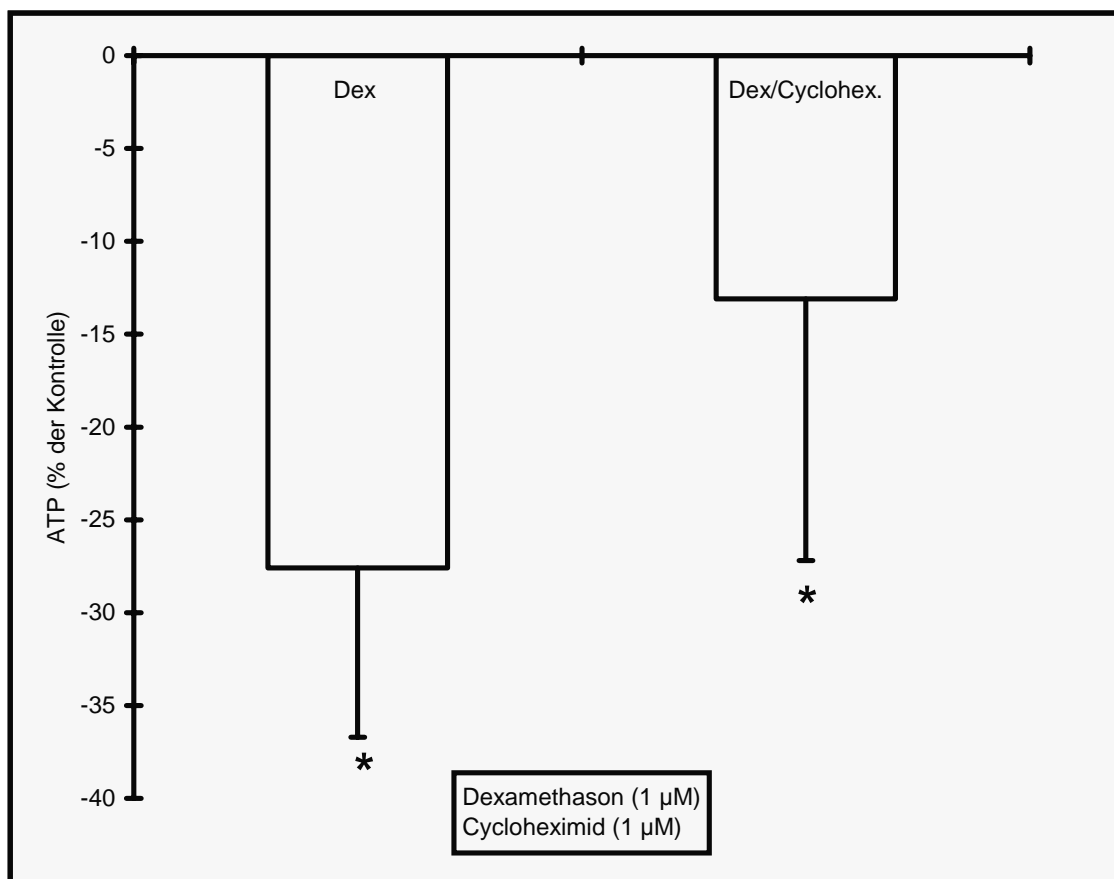 0
Dex
Dex/Cyclohex.
-5
-10
-15
-20
-25
-30
-35
-40
ATP (% der Kontrolle)
*
*
Dexamethason (1 µM)
Cycloheximid (1 µM)